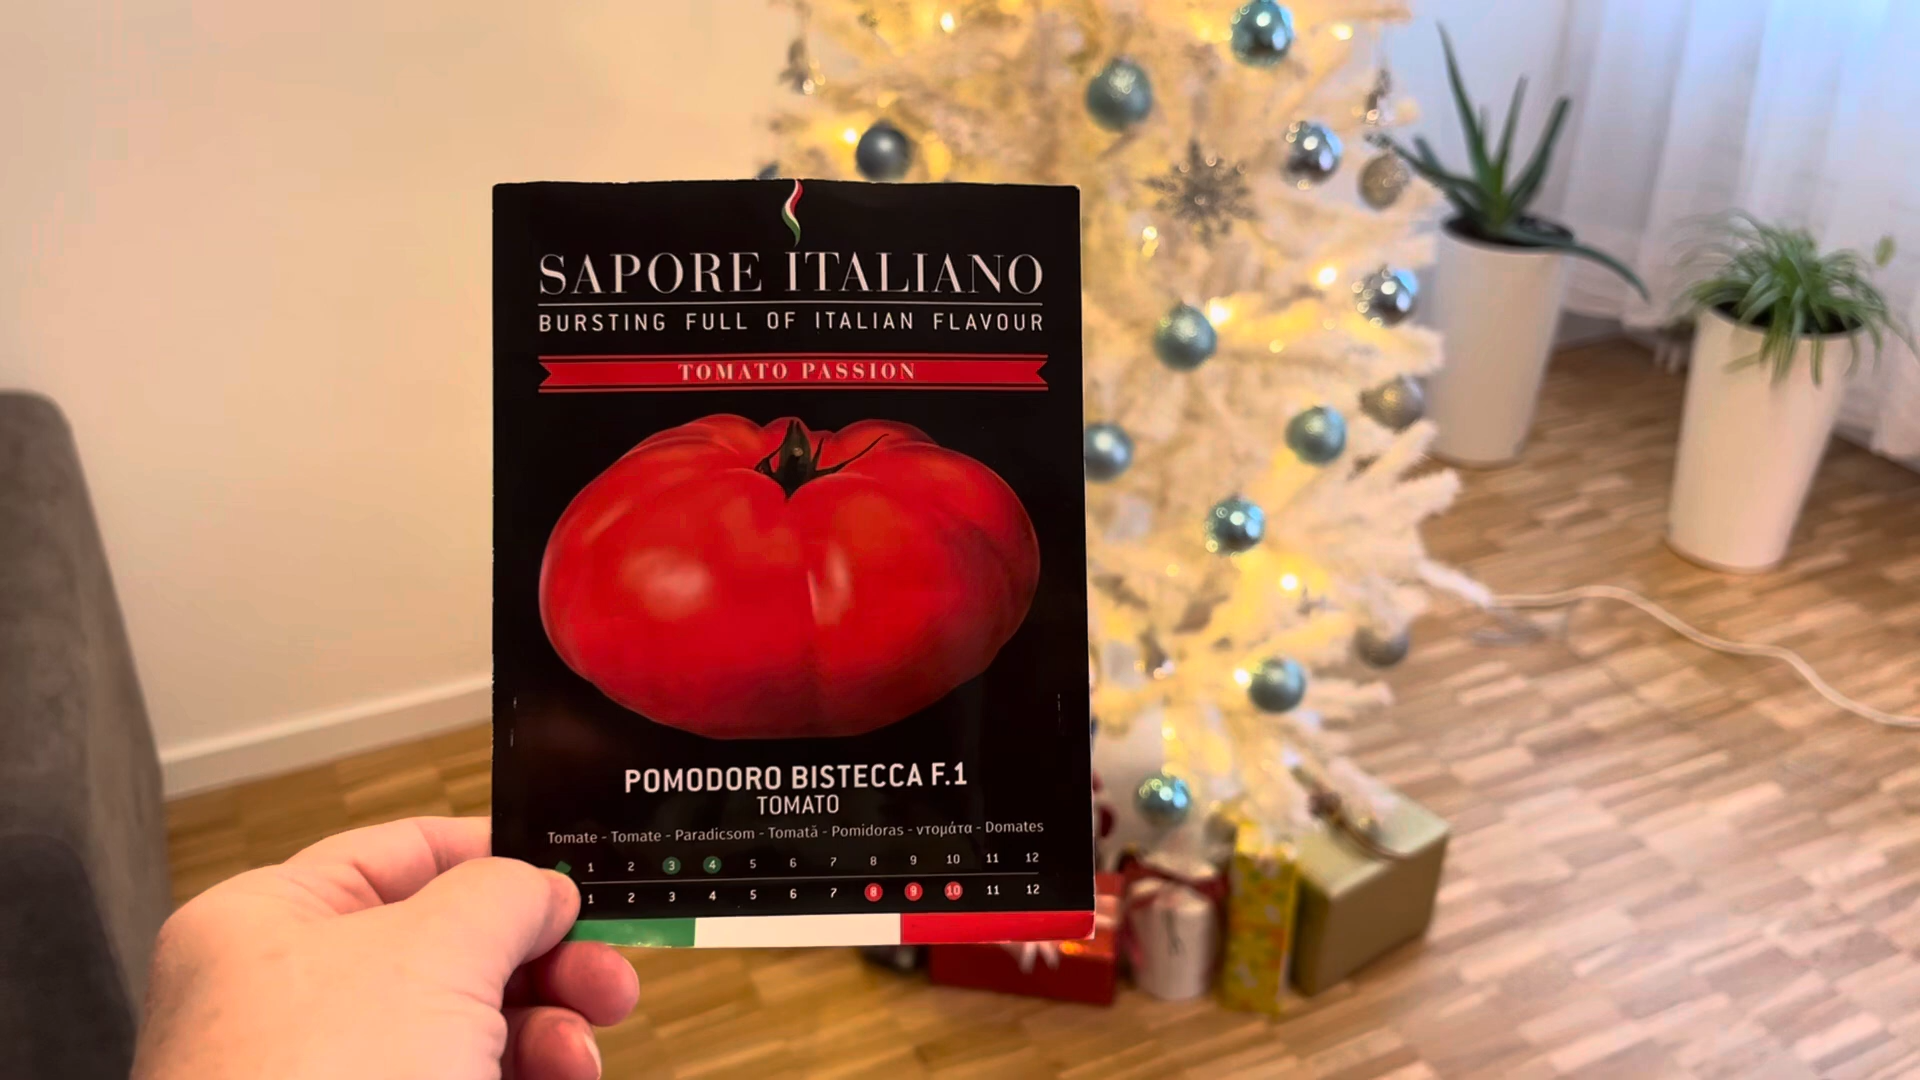 SAPORE ITALIANO
BURSTING FULL OF ITALIAN FLAVOUR
TOMATO PASSION
POMODORO BISTECCA F.1
TOMATO
Tomate - Tomate - Paradicsom - Tomată - Pomidoras - ντομάτα - Domates
1 2 3 4 5 6 7 8 9 10 11 12
1 2 3 4 5 6 7 8 9 10 11 12